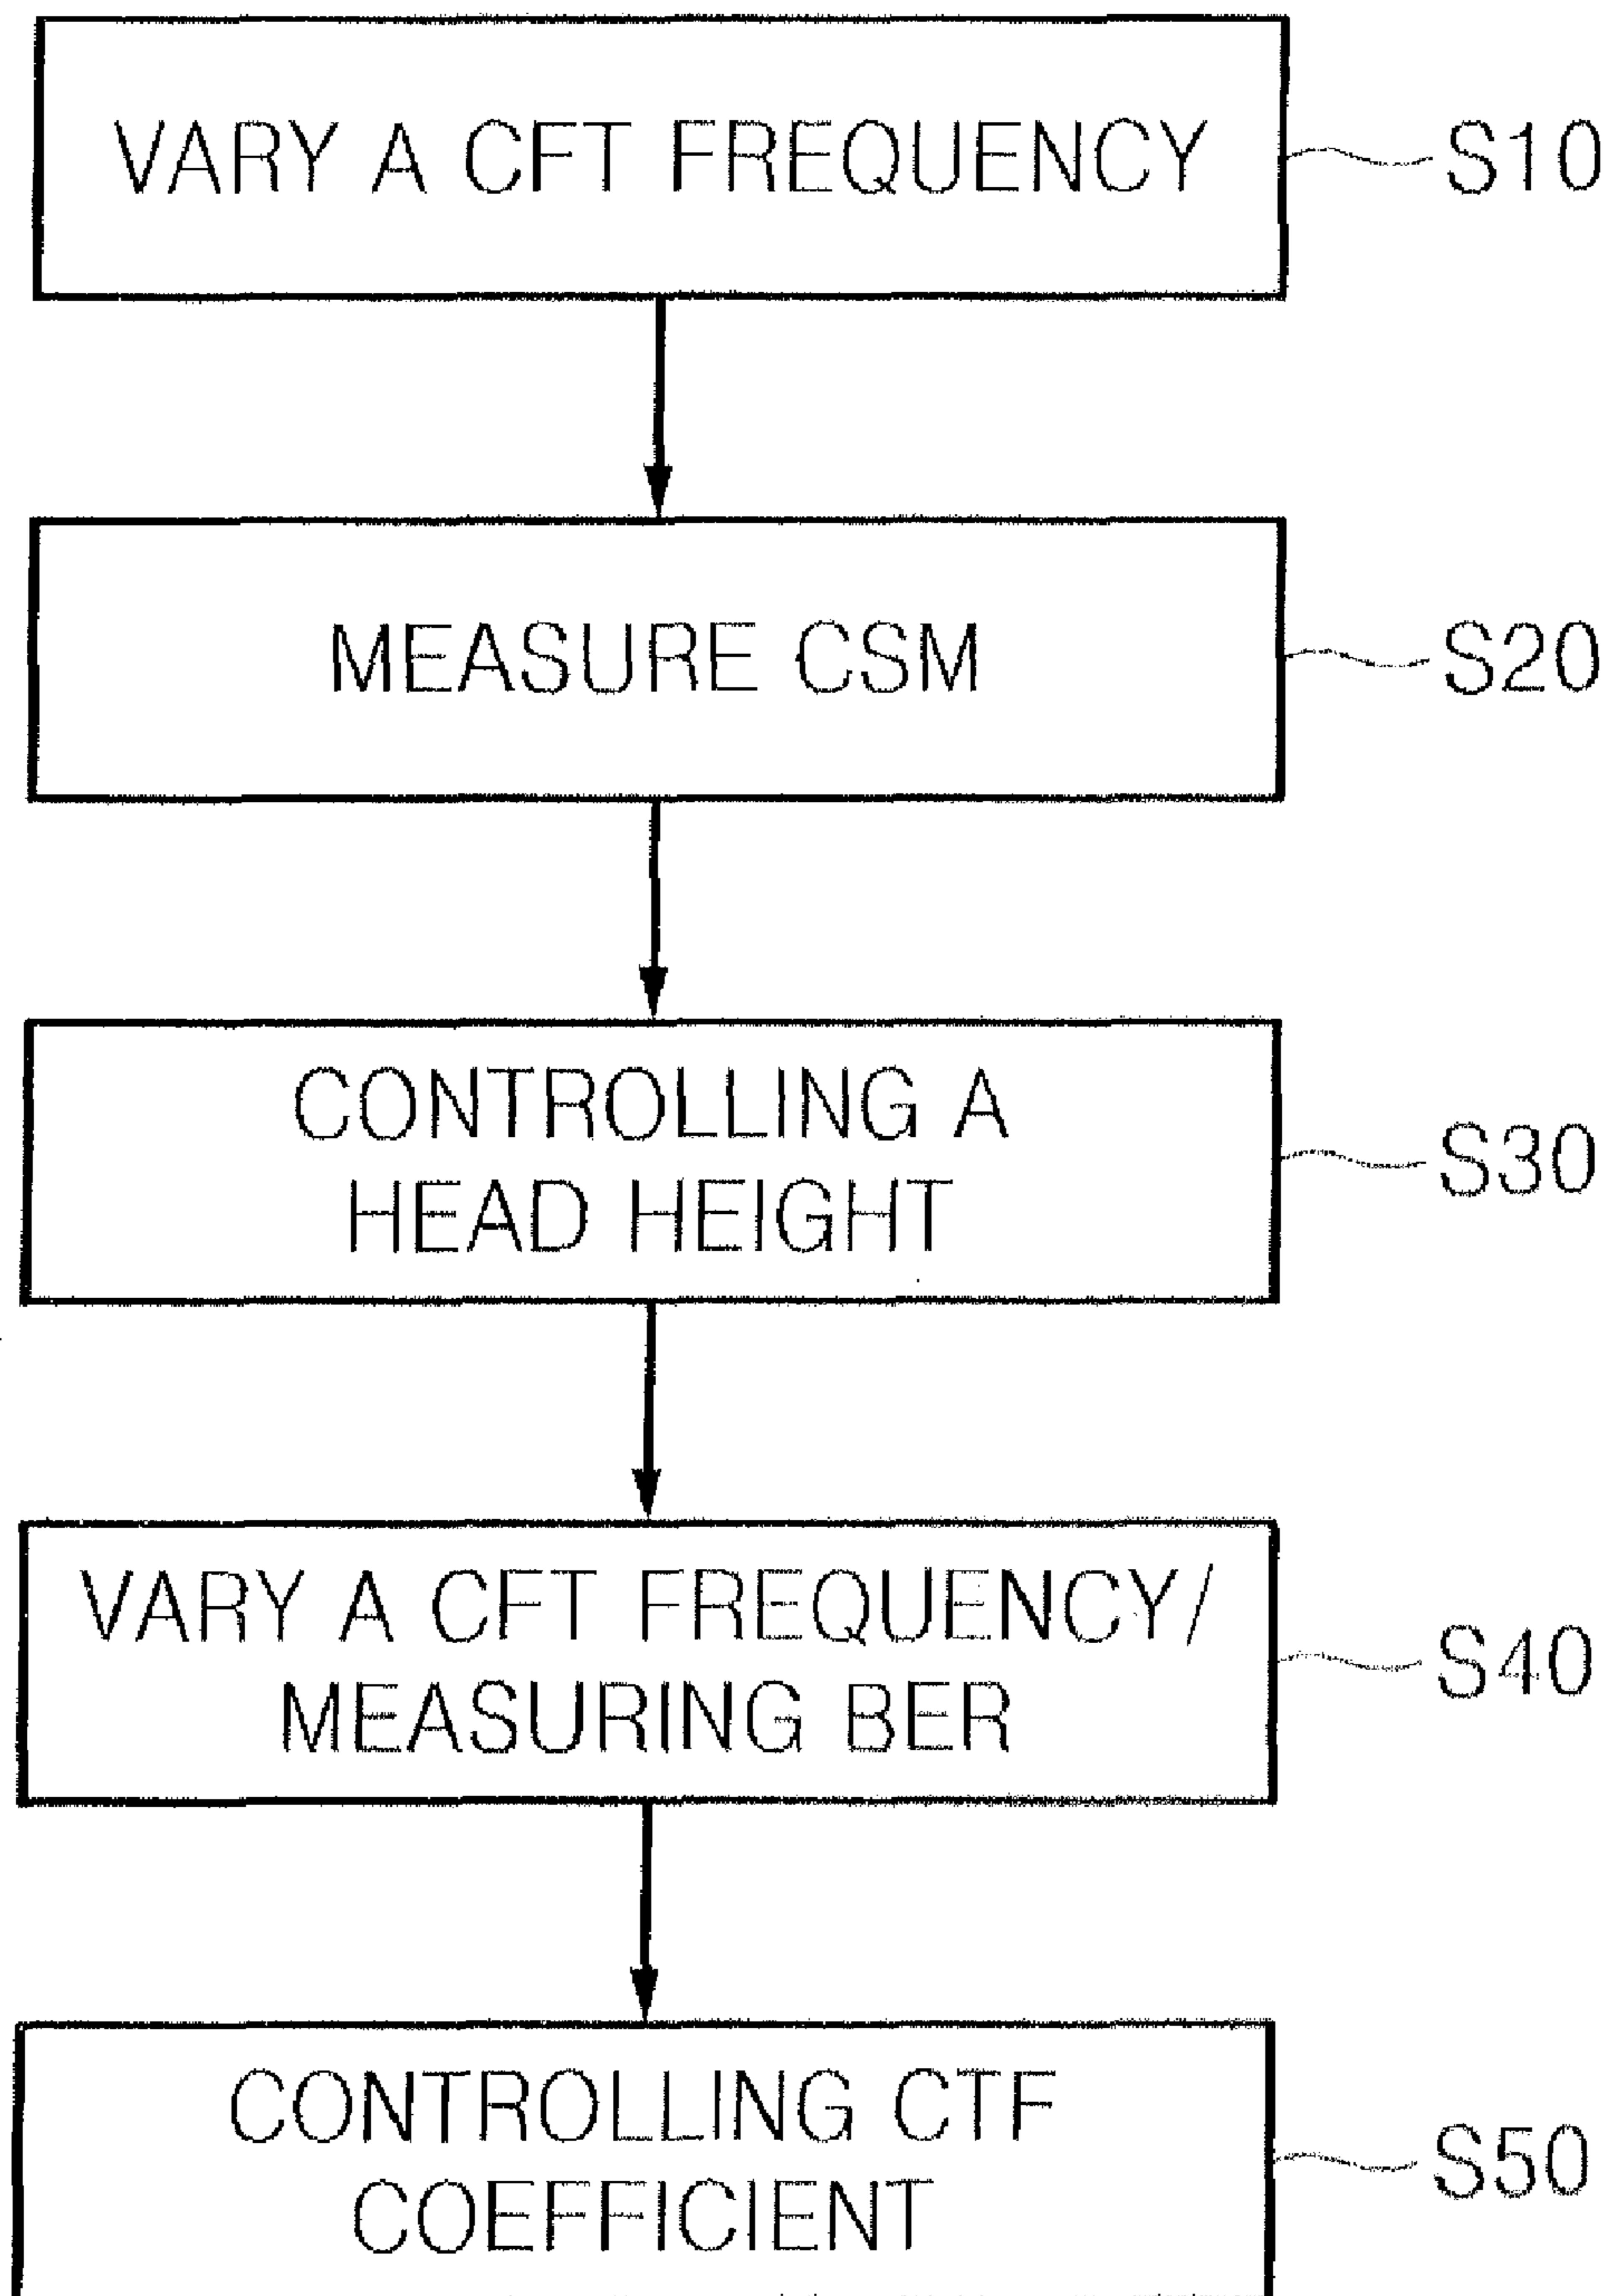 VARY A CFT FREQUENCY
S10
MEASURE CSM
S20
CONTROLLING A
HEAD HEIGHT
S30
VARY A CFT FREQUENCY/
MEASURING BER
S40
CONTROLLING CTF
COEFFICIENT
S50